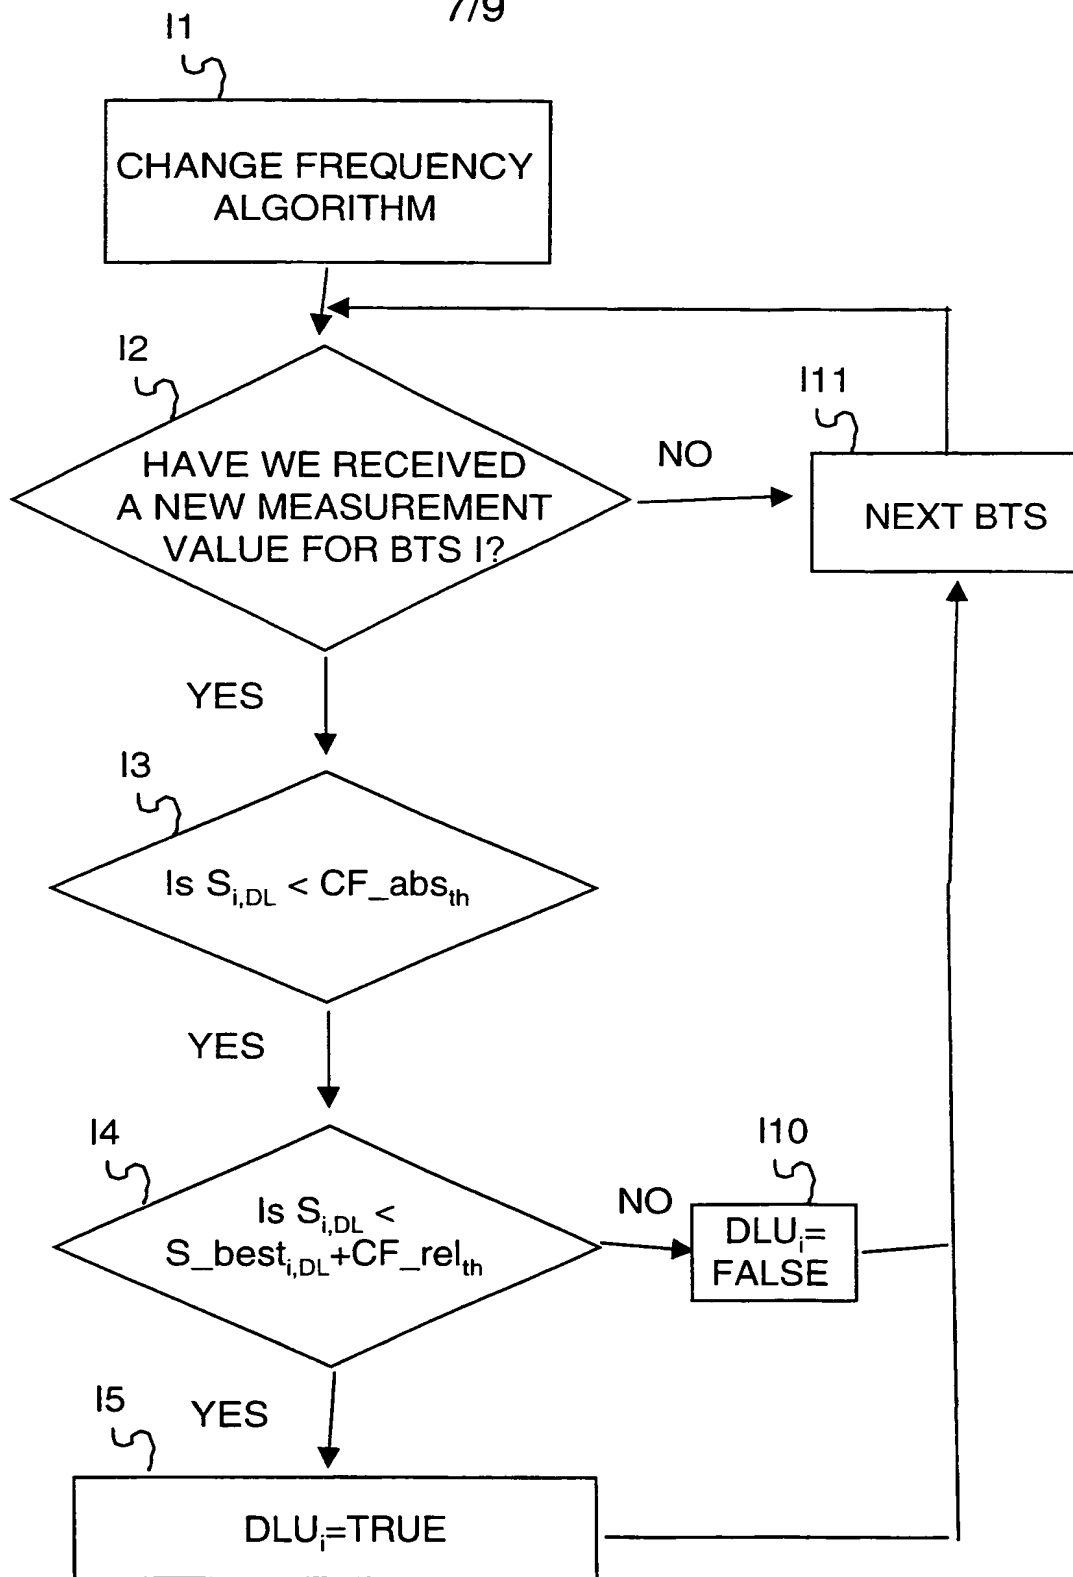 7/9
I1
CHANGE FREQUENCY
ALGORITHM
I2
HAVE WE RECEIVED
A NEW MEASUREMENT
VALUE FOR BTS I?
NO
I11
NEXT BTS
YES
I3
Is S_{i,DL} < CF_abs_{th}
YES
I4
Is S_{i,DL} <
S_best_{i,DL}+CF_rel_{th}
NO
I10
DLU_{i}=
FALSE
YES
I5
DLU_{i}=TRUE